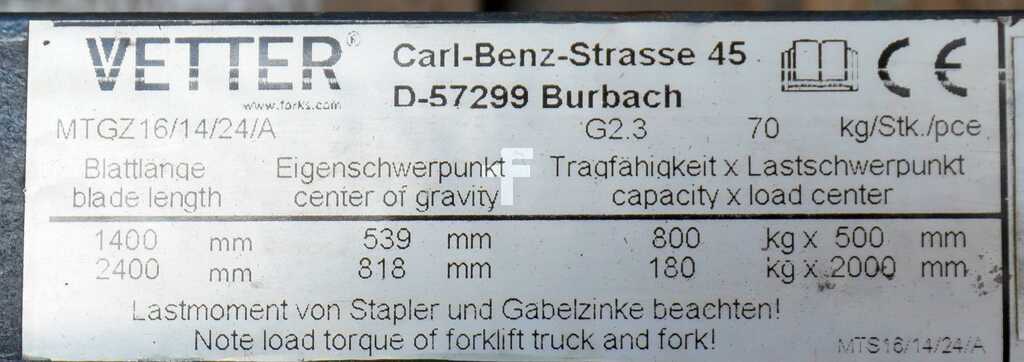 VETTER®
Carl-Benz-Strasse 45
www.forks.com
D-57299 Burbach
CE
MTGZ16/14/24/A G2.3 70 kg/Stk./pce
Blattlänge Eigenschwerpunkt Tragfähigkeit x Lastschwerpunkt
blade length center of gravity capacity x load center
1400 mm 539 mm 800 kg x 500 mm
2400 mm 818 mm 180 kg x 2000 mm
Lastmoment von Stapler und Gabelzinke beachten!
Note load torque of forklift truck and fork!
MTS16/14/24/A
F